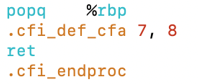 popq %rbp
.cfi_def_cfa 7, 8
ret
.cfi_endproc